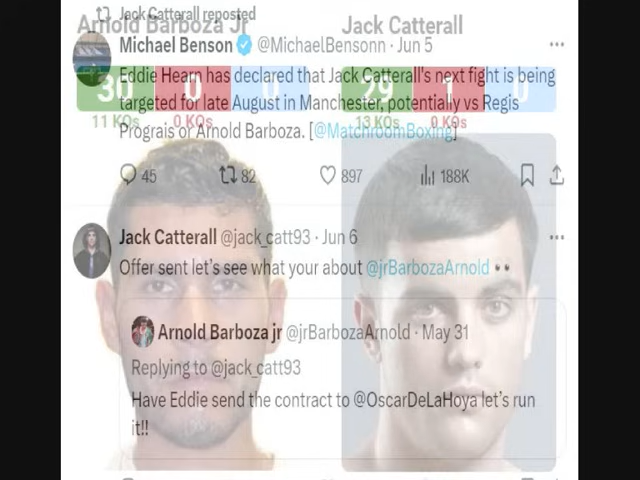 Jack Catterall reposted
Arnold Barboza Jr
Jack Catterall
Michael Benson @MichaelBensonn · Jun 5
Eddie Hearn has declared that Jack Catterall's next fight is being
targeted for late August in Manchester, potentially vs Regis
Prograis or Arnold Barboza. [@MatchroomBoxing]
30 0 0
29 1 0
11 KOs 0 KOs
13 KOs 0 KOs
45 82 897 188K
Jack Catterall @jack_catt93 · Jun 6
Offer sent let's see what your about @jrBarbozaArnold 👀
Arnold Barboza jr @jrBarbozaArnold · May 31
Replying to @jack_catt93
Have Eddie send the contract to @OscarDeLaHoya let's run
it!!